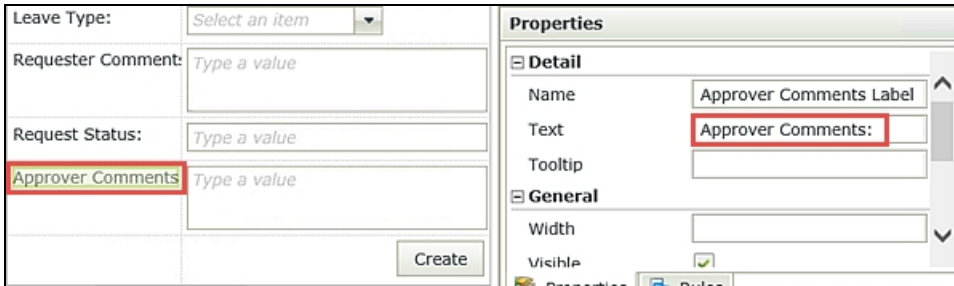 Leave Type:
Select an item
Requester Comment:
Type a value
Request Status:
Type a value
Approver Comments
Type a value
Create
Properties
Detail
Name
Approver Comments Label
Text
Approver Comments:
Tooltip
General
Width
Visible
Properties
Rules